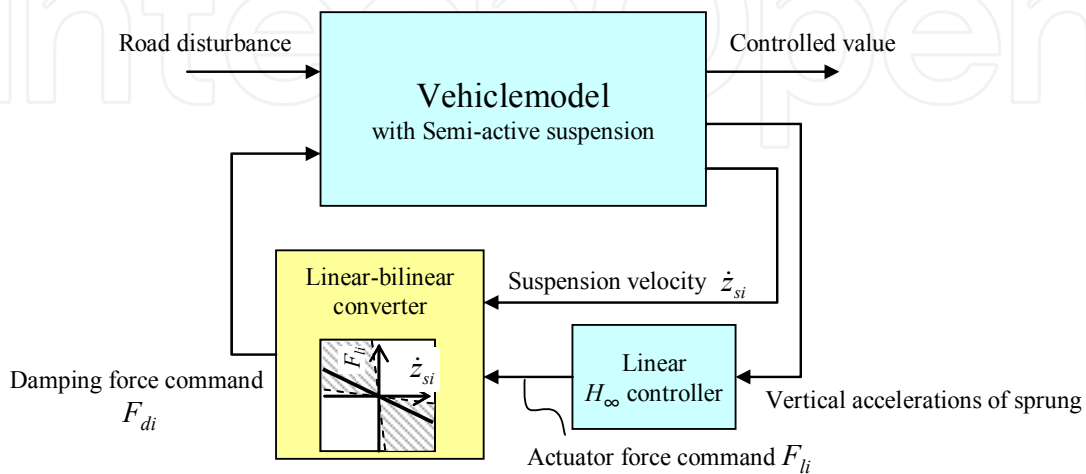 Road disturbance
Controlled value
Vehiclemodel
with Semi-active suspension
Linear-bilinear
converter
Suspension velocity ż_si
F_li
ż_si
Linear
H_∞ controller
Damping force command
F_di
Vertical accelerations of sprung
Actuator force command F_li